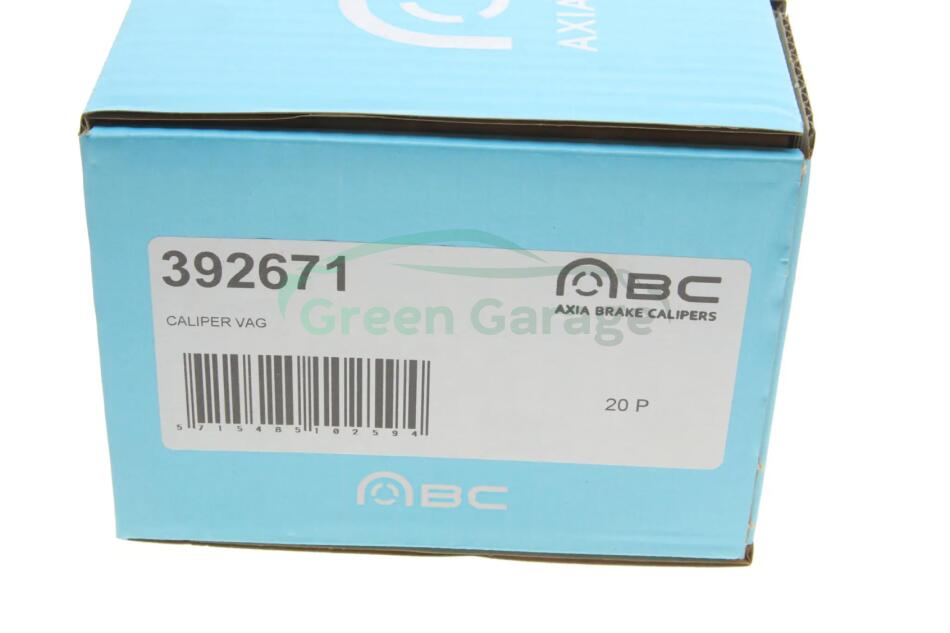 AXIA
392671
ABC
AXIA BRAKE CALIPERS
CALIPER VAG
Green Garage
20 P
5715485102594
ABC